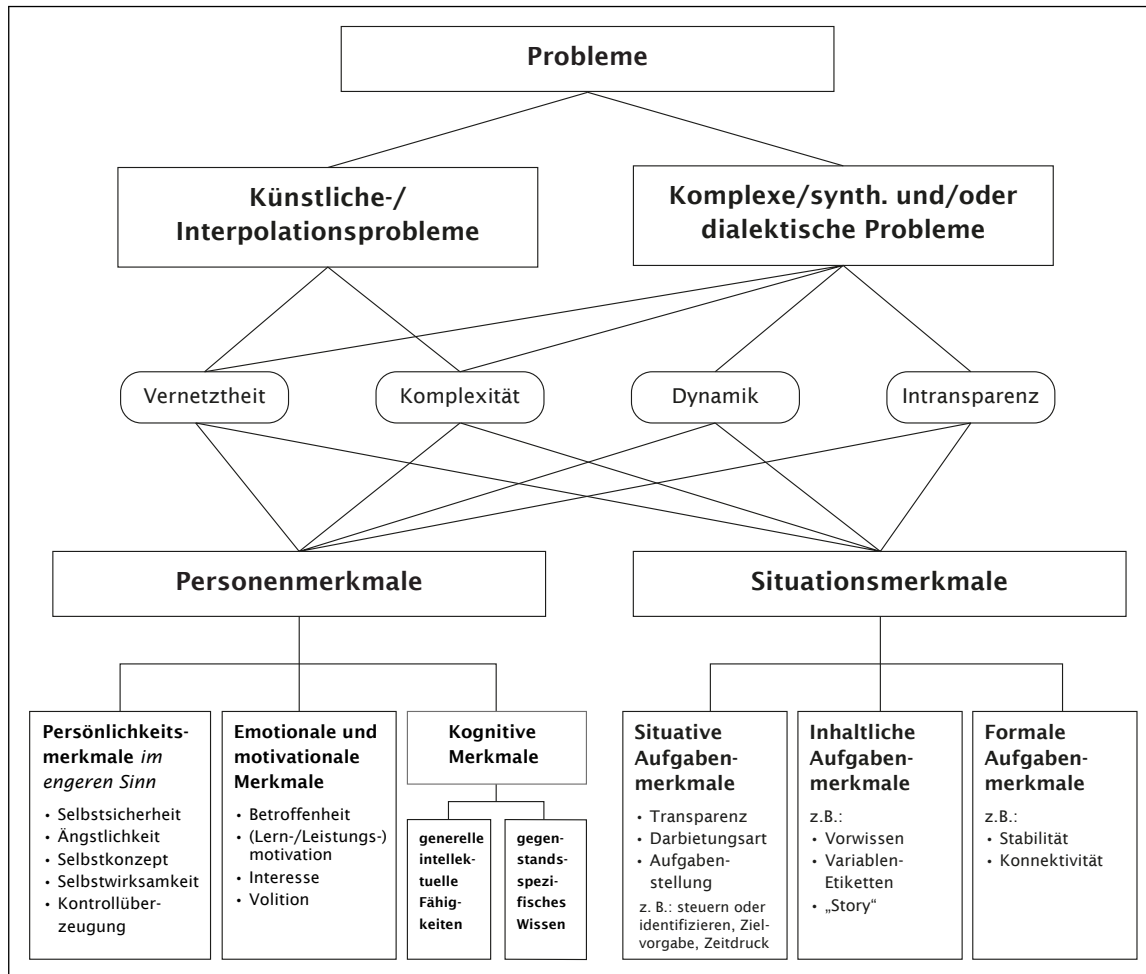 Probleme
Künstliche-/
Interpolationsprobleme
Komplexe/synth. und/oder
dialektische Probleme
Vernetztheit
Komplexität
Dynamik
Intransparenz
Personenmerkmale
Situationsmerkmale
Persönlichkeits-
merkmale im
engeren Sinn
• Selbstsicherheit
• Ängstlichkeit
• Selbstkonzept
• Selbstwirksamkeit
• Kontrollüber-
zeugung
Emotionale und
motivationale
Merkmale
• Betroffenheit
• (Lern-/Leistungs-)
motivation
• Interesse
• Volition
Kognitive
Merkmale
generelle
intellek-
tuelle
Fähig-
keiten
gegen-
stands-
spezi-
fisches
Wissen
Situative
Aufgaben-
merkmale
• Transparenz
• Darbietungsart
• Aufgaben-
stellung
z. B.: steuern oder
identifizieren, Ziel-
vorgabe, Zeitdruck
Inhaltliche
Aufgaben-
merkmale
z.B.:
• Vorwissen
• Variablen-
Etiketten
• „Story“
Formale
Aufgaben-
merkmale
z.B.:
• Stabilität
• Konnektivität